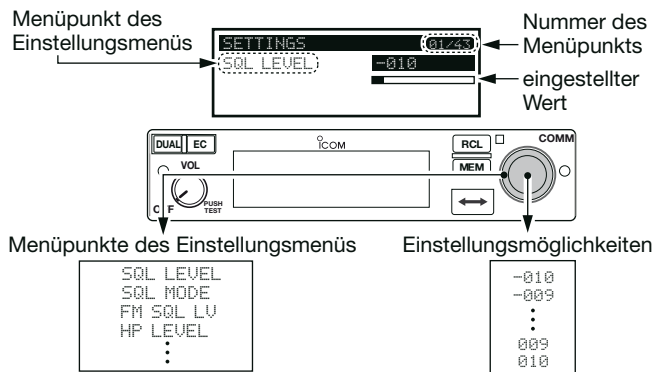 Menüpunkt des
Einstellungsmenüs
SETTINGS 01/43
SQL LEVEL -010
Nummer des
Menüpunkts
eingestellter
Wert
DUAL EC
VOL
OFF
PUSH
TEST
ICOM
RCL
MEM
COMM
Menüpunkte des Einstellungsmenüs
SQL LEVEL
SQL MODE
FM SQL LV
HP LEVEL
Einstellungsmöglichkeiten
-010
-009
009
010